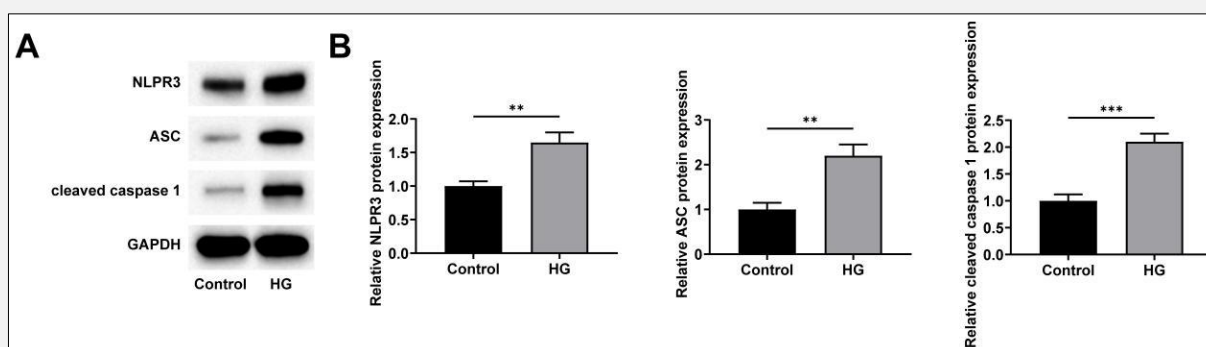 A
NLPR3
ASC
cleaved caspase 1
GAPDH
Control HG
B
Relative NLPR3 protein expression
2.0
1.5
1.0
0.5
0.0
**
Control HG
Relative ASC protein expression
3
2
1
0
**
Control HG
Relative cleaved caspase 1 protein expression
2.5
2.0
1.5
1.0
0.5
0.0
***
Control HG